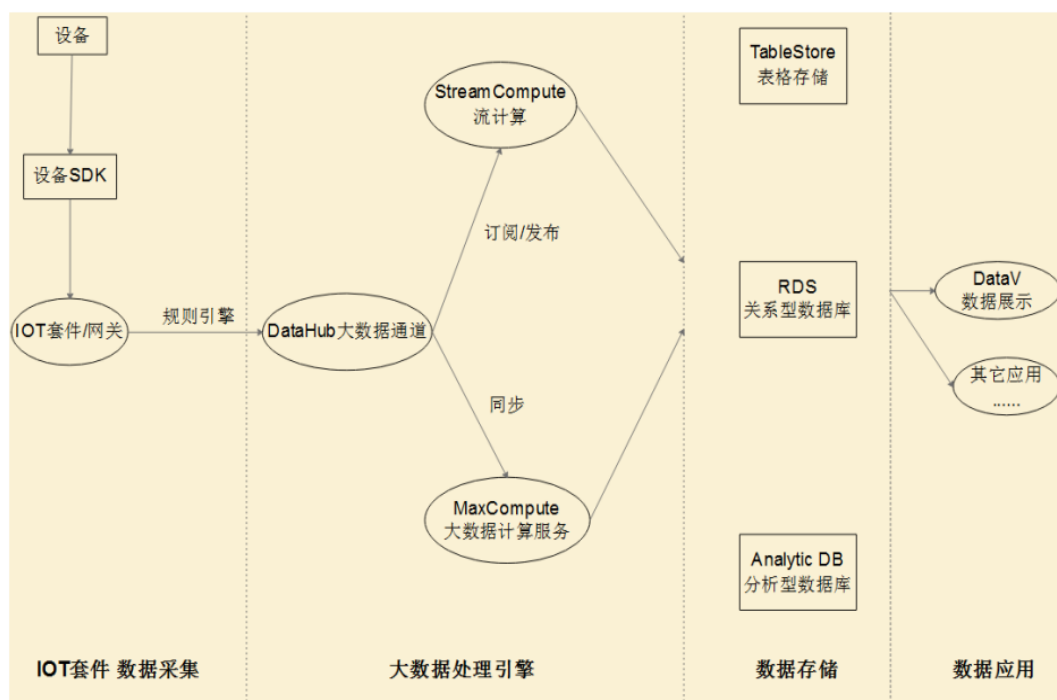 设备
设备SDK
IOT套件/网关
规则引擎
DataHub大数据通道
StreamCompute
流计算
订阅/发布
同步
MaxCompute
大数据计算服务
TableStore
表格存储
RDS
关系型数据库
Analytic DB
分析型数据库
DataV
数据展示
其它应用
......
IOT套件 数据采集
大数据处理引擎
数据存储
数据应用